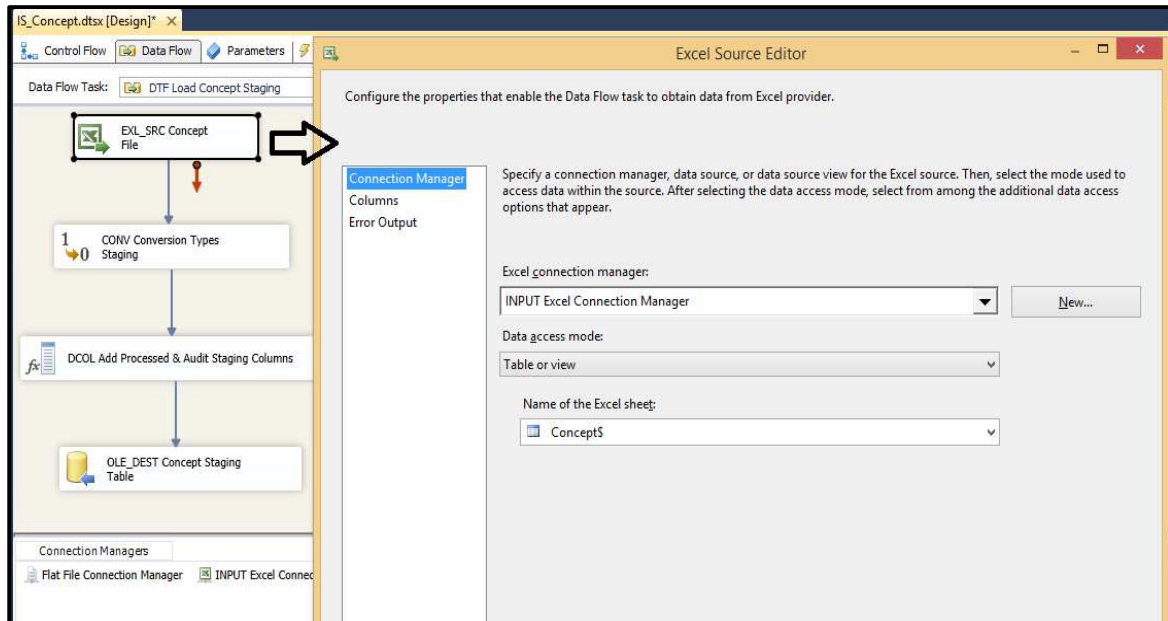 IS_Concept.dtsx [Design]*
Control Flow
Data Flow
Parameters
Data Flow Task:
DTF Load Concept Staging
EXL_SRC Concept
File
1
0
CONV Conversion Types
Staging
fx
DCOL Add Processed & Audit Staging Columns
OLE_DEST Concept Staging
Table
Connection Managers
Flat File Connection Manager
INPUT Excel Connec
Excel Source Editor
Configure the properties that enable the Data Flow task to obtain data from Excel provider.
Connection Manager
Columns
Error Output
Specify a connection manager, data source, or data source view for the Excel source. Then, select the mode used to
access data within the source. After selecting the data access mode, select from among the additional data access
options that appear.
Excel connection manager:
INPUT Excel Connection Manager
New...
Data access mode:
Table or view
Name of the Excel sheet:
Concept$